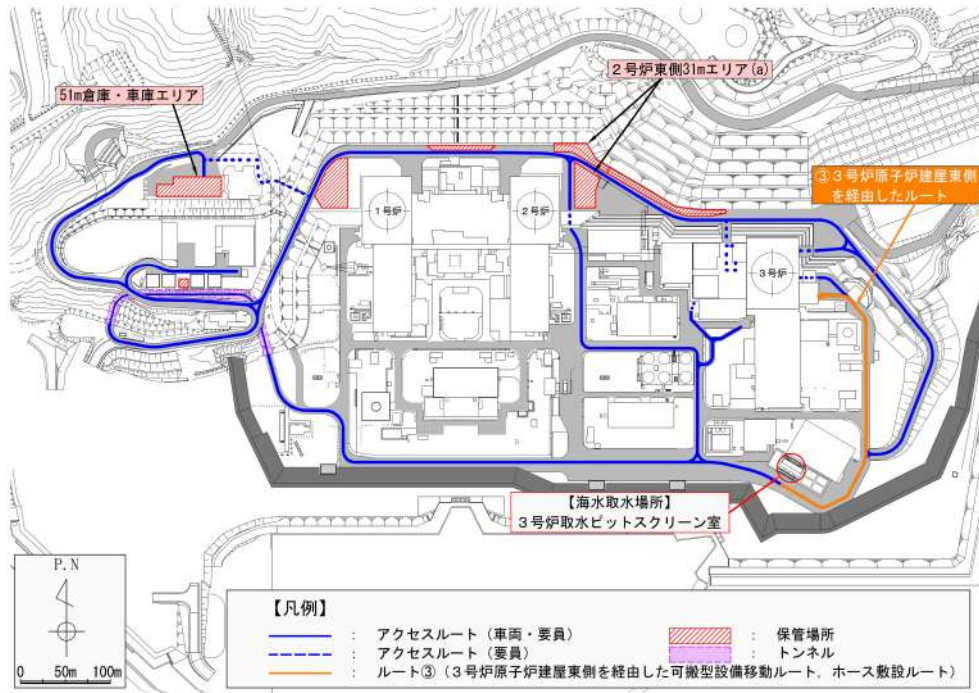 51m倉庫・車庫エリア
2号炉東側31mエリア(a)
③3号炉原子炉建屋東側
を経由したルート
1号炉
2号炉
3号炉
【海水取水場所】
3号炉取水ピットスクリーン室
P.N
0 50m 100m
【凡例】
: アクセスルート（車両・要員）
: アクセスルート（要員）
: ルート③（3号炉原子炉建屋東側を経由した可搬型設備移動ルート，ホース敷設ルート）
: 保管場所
: トンネル